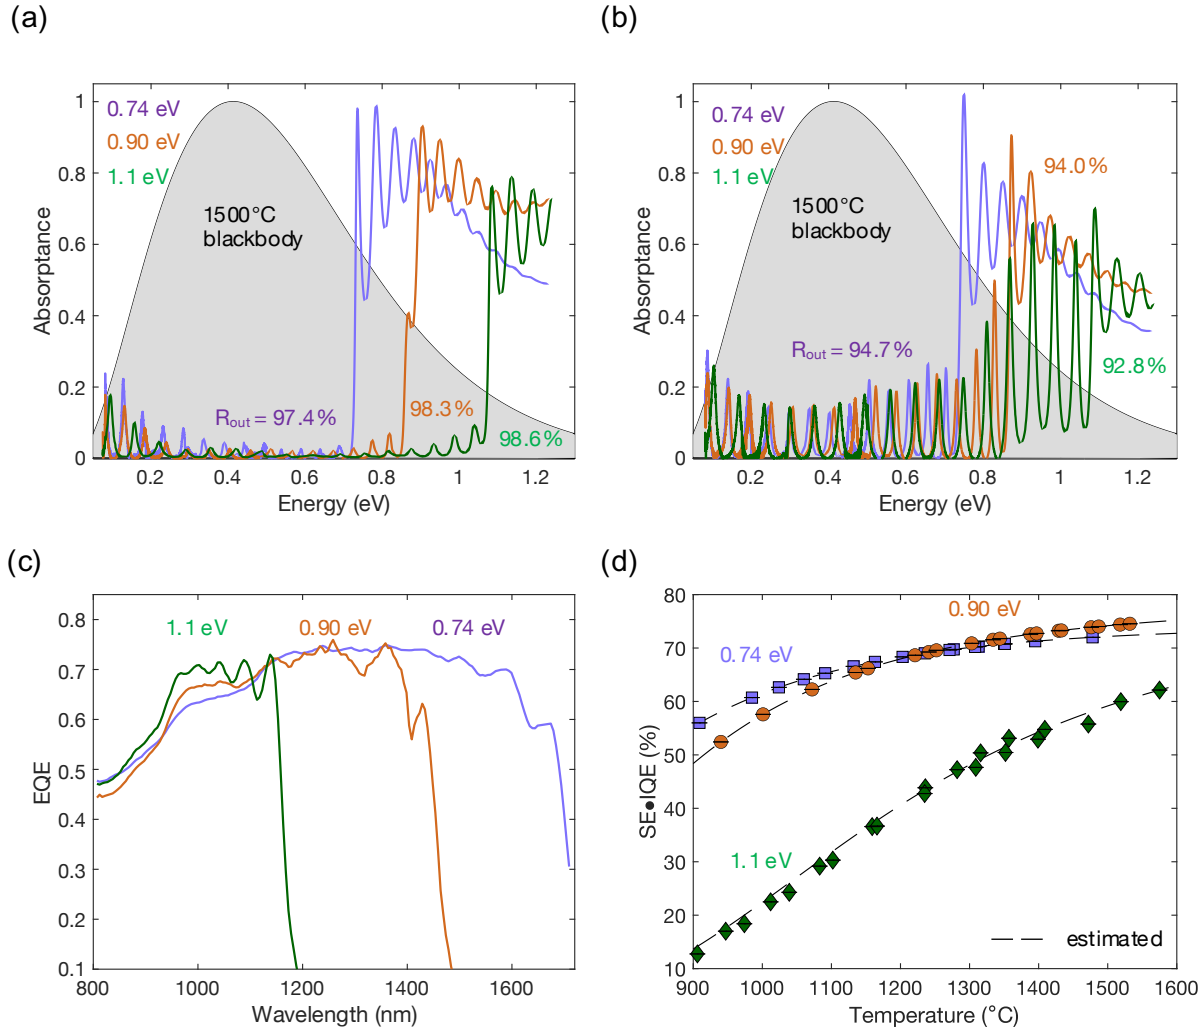 (a)
1
0.8
0.6
0.4
0.2
0
Absorptance
0.74 eV
0.90 eV
1.1 eV
1500°C
blackbody
R_out = 97.4%
98.3%
98.6%
0.2
0.4
0.6
0.8
1
1.2
Energy (eV)
(b)
1
0.8
0.6
0.4
0.2
0
Absorptance
0.74 eV
0.90 eV
1.1 eV
1500°C
blackbody
94.0%
R_out = 94.7%
92.8%
0.2
0.4
0.6
0.8
1
1.2
Energy (eV)
(c)
0.8
0.7
0.6
0.5
0.4
0.3
0.2
0.1
EQE
1.1 eV
0.90 eV
0.74 eV
800
1000
1200
1400
1600
Wavelength (nm)
(d)
80
70
60
50
40
30
20
10
SE●IQE (%)
0.90 eV
0.74 eV
1.1 eV
estimated
900
1000
1100
1200
1300
1400
1500
1600
Temperature (°C)